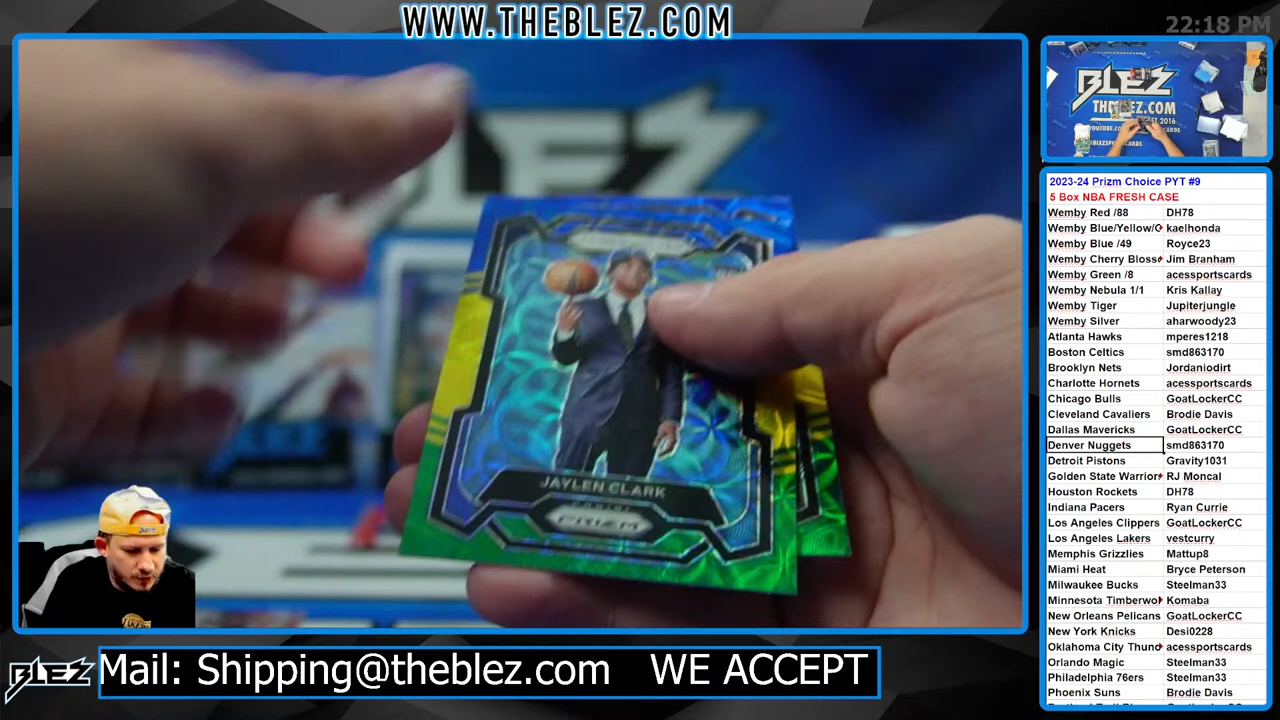 WWW.THEBLEZ.COM
22:18 PM
BLEZ
THEBLEZ.COM
2023-24 Prizm Choice PYT #9
5 Box NBA FRESH CASE
Wemby Red /88 DH78
Wemby Blue/Yellow/G kaelhonda
Wemby Blue /49 Royce23
Wemby Cherry Blosso Jim Branham
Wemby Green /8 acessportscards
Wemby Nebula 1/1 Kris Kallay
Wemby Tiger Jupiterjungle
Wemby Silver aharwoody23
Atlanta Hawks mperes1218
Boston Celtics smd863170
Brooklyn Nets Jordaniodirt
Charlotte Hornets acessportscards
Chicago Bulls GoatLockerCC
Cleveland Cavaliers Brodie Davis
Dallas Mavericks GoatLockerCC
Denver Nuggets smd863170
Detroit Pistons Gravity1031
Golden State Warrior RJ Moncal
Houston Rockets DH78
Indiana Pacers Ryan Currie
Los Angeles Clippers GoatLockerCC
Los Angeles Lakers vestcurry
Memphis Grizzlies Mattup8
Miami Heat Bryce Peterson
Milwaukee Bucks Steelman33
Minnesota Timberwol Komaba
New Orleans Pelicans GoatLockerCC
New York Knicks Desi0228
Oklahoma City Thund acessportscards
Orlando Magic Steelman33
Philadelphia 76ers Steelman33
Phoenix Suns Brodie Davis
JAYLEN CLARK
PANINI
PRIZM
BLEZ
Mail: Shipping@theblez.com WE ACCEPT